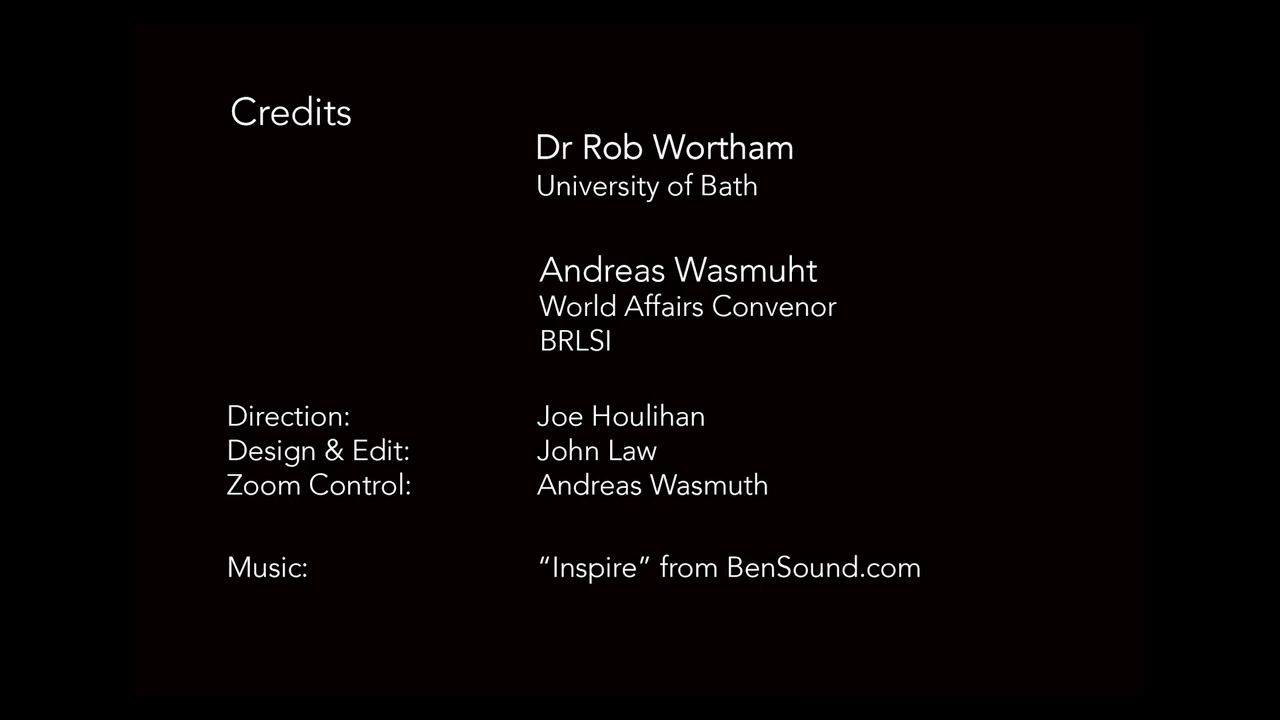 Credits
Dr Rob Wortham
University of Bath
Andreas Wasmuht
World Affairs Convenor
BRLSI
Direction: Joe Houlihan
Design & Edit: John Law
Zoom Control: Andreas Wasmuth
Music: “Inspire” from BenSound.com